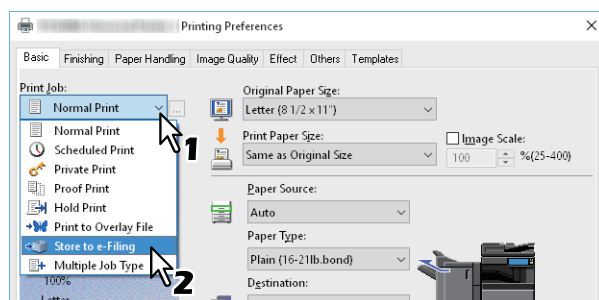 Printing Preferences
Basic Finishing Paper Handling Image Quality Effect Others Templates
Print Job:
Normal Print
...
Normal Print
Scheduled Print
Private Print
Proof Print
Hold Print
Print to Overlay File
Store to e-Filing
Multiple Job Type
100%
Letter
1
2
Original Paper Size:
Letter (8 1/2 x 11")
Print Paper Size:
Same as Original Size
Image Scale:
100 %(25-400)
Paper Source:
Auto
Paper Type:
Plain (16-21lb.bond)
Destination: